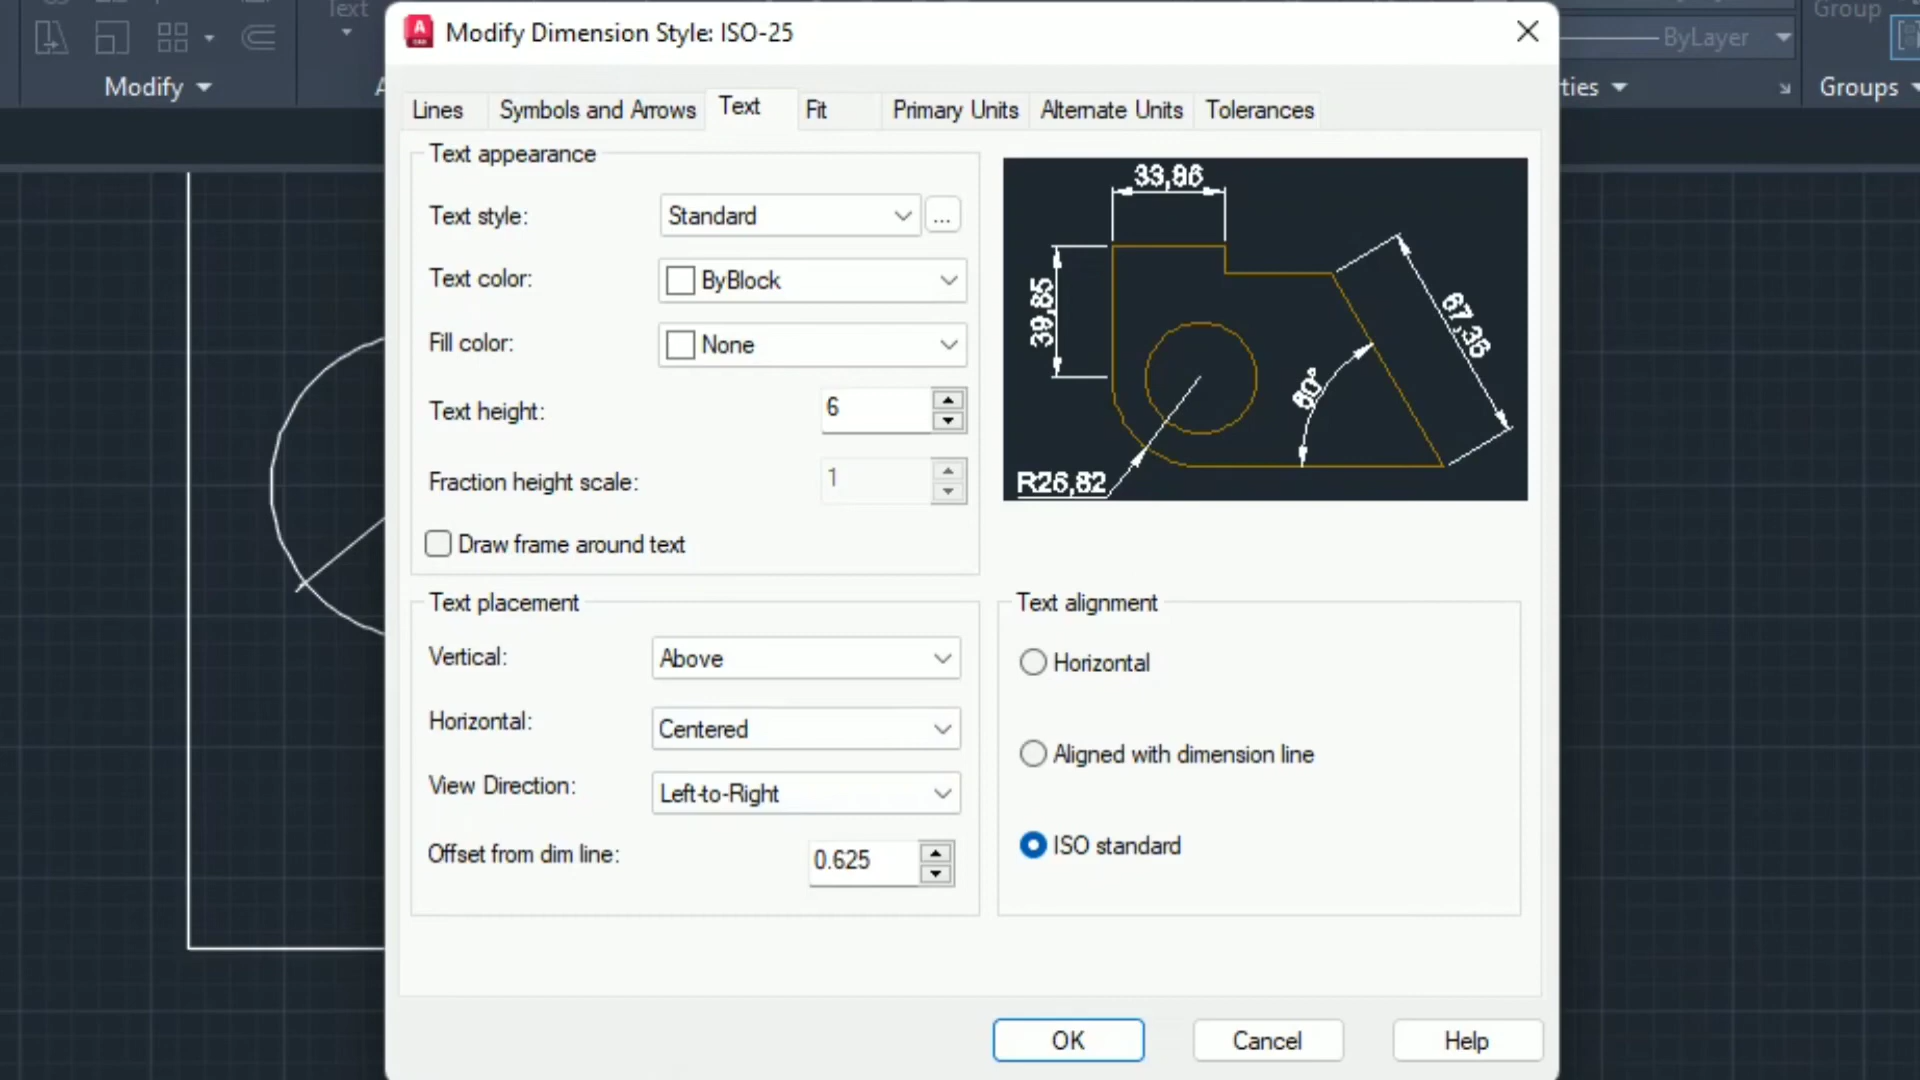 Text
Group
Modify Dimension Style: ISO-25
ByLayer
Modify
ties
Groups
Lines
Symbols and Arrows
Text
Fit
Primary Units
Alternate Units
Tolerances
Text appearance
Text style:
Standard
...
Text color:
ByBlock
Fill color:
None
Text height:
6
Fraction height scale:
1
Draw frame around text
33,86
39,85
67,36
60°
R26,82
Text placement
Vertical:
Above
Horizontal:
Centered
View Direction:
Left-to-Right
Offset from dim line:
0.625
Text alignment
Horizontal
Aligned with dimension line
ISO standard
OK
Cancel
Help